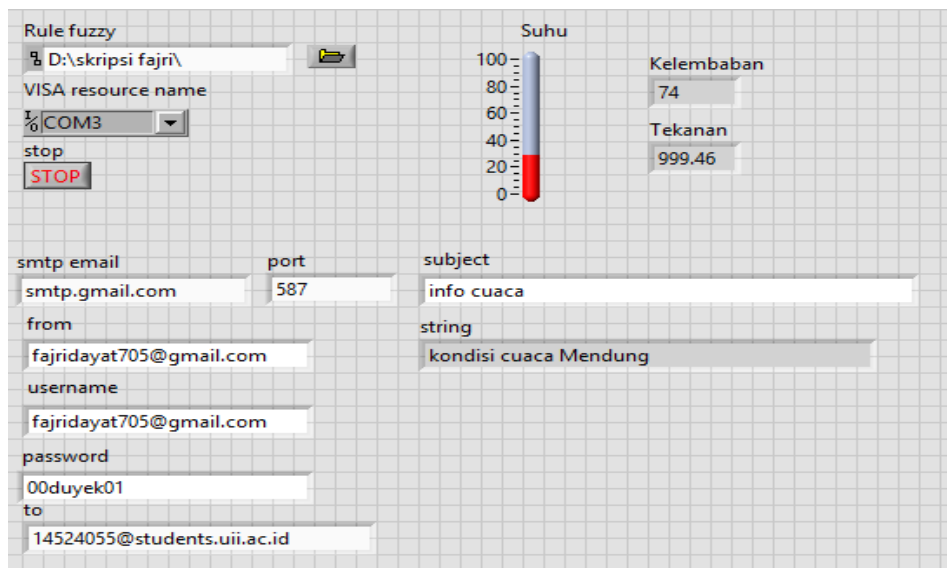 Rule fuzzy
D:\skripsi fajri\
VISA resource name
COM3
stop
STOP
Suhu
100
80
60
40
20
0
Kelembaban
74
Tekanan
999.46
smtp email
smtp.gmail.com
port
587
subject
info cuaca
from
fajridayat705@gmail.com
string
kondisi cuaca Mendung
username
fajridayat705@gmail.com
password
00duyek01
to
14524055@students.uii.ac.id